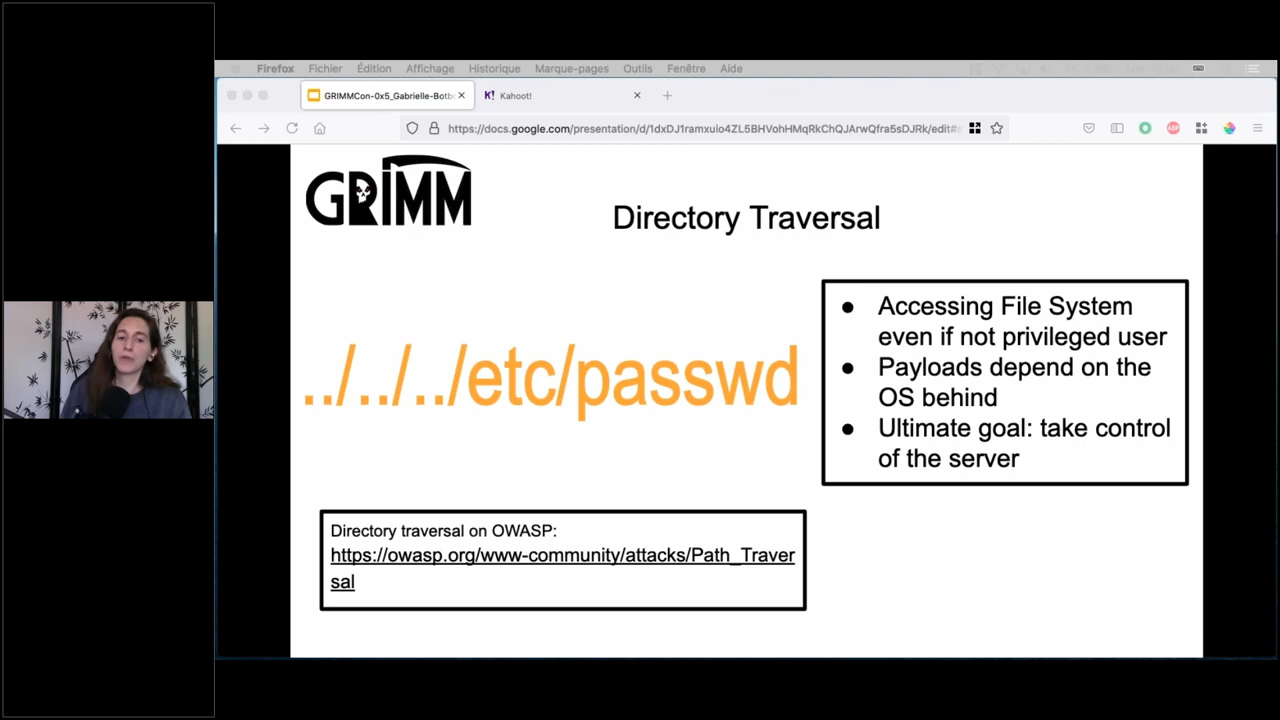 Firefox Fichier Édition Affichage Historique Marque-pages Outils Fenêtre Aide
GRIMMCon-0x5_Gabrielle-Botbo
K! Kahoot!
https://docs.google.com/presentation/d/1dxDJ1ramxuio4ZL5BHVohHMqRkChQJArwQfra5sDJRk/edit#
ABP
GRIMM
Directory Traversal
../../../etc/passwd
● Accessing File System
even if not privileged user
● Payloads depend on the
OS behind
● Ultimate goal: take control
of the server
Directory traversal on OWASP:
https://owasp.org/www-community/attacks/Path_Traver
sal